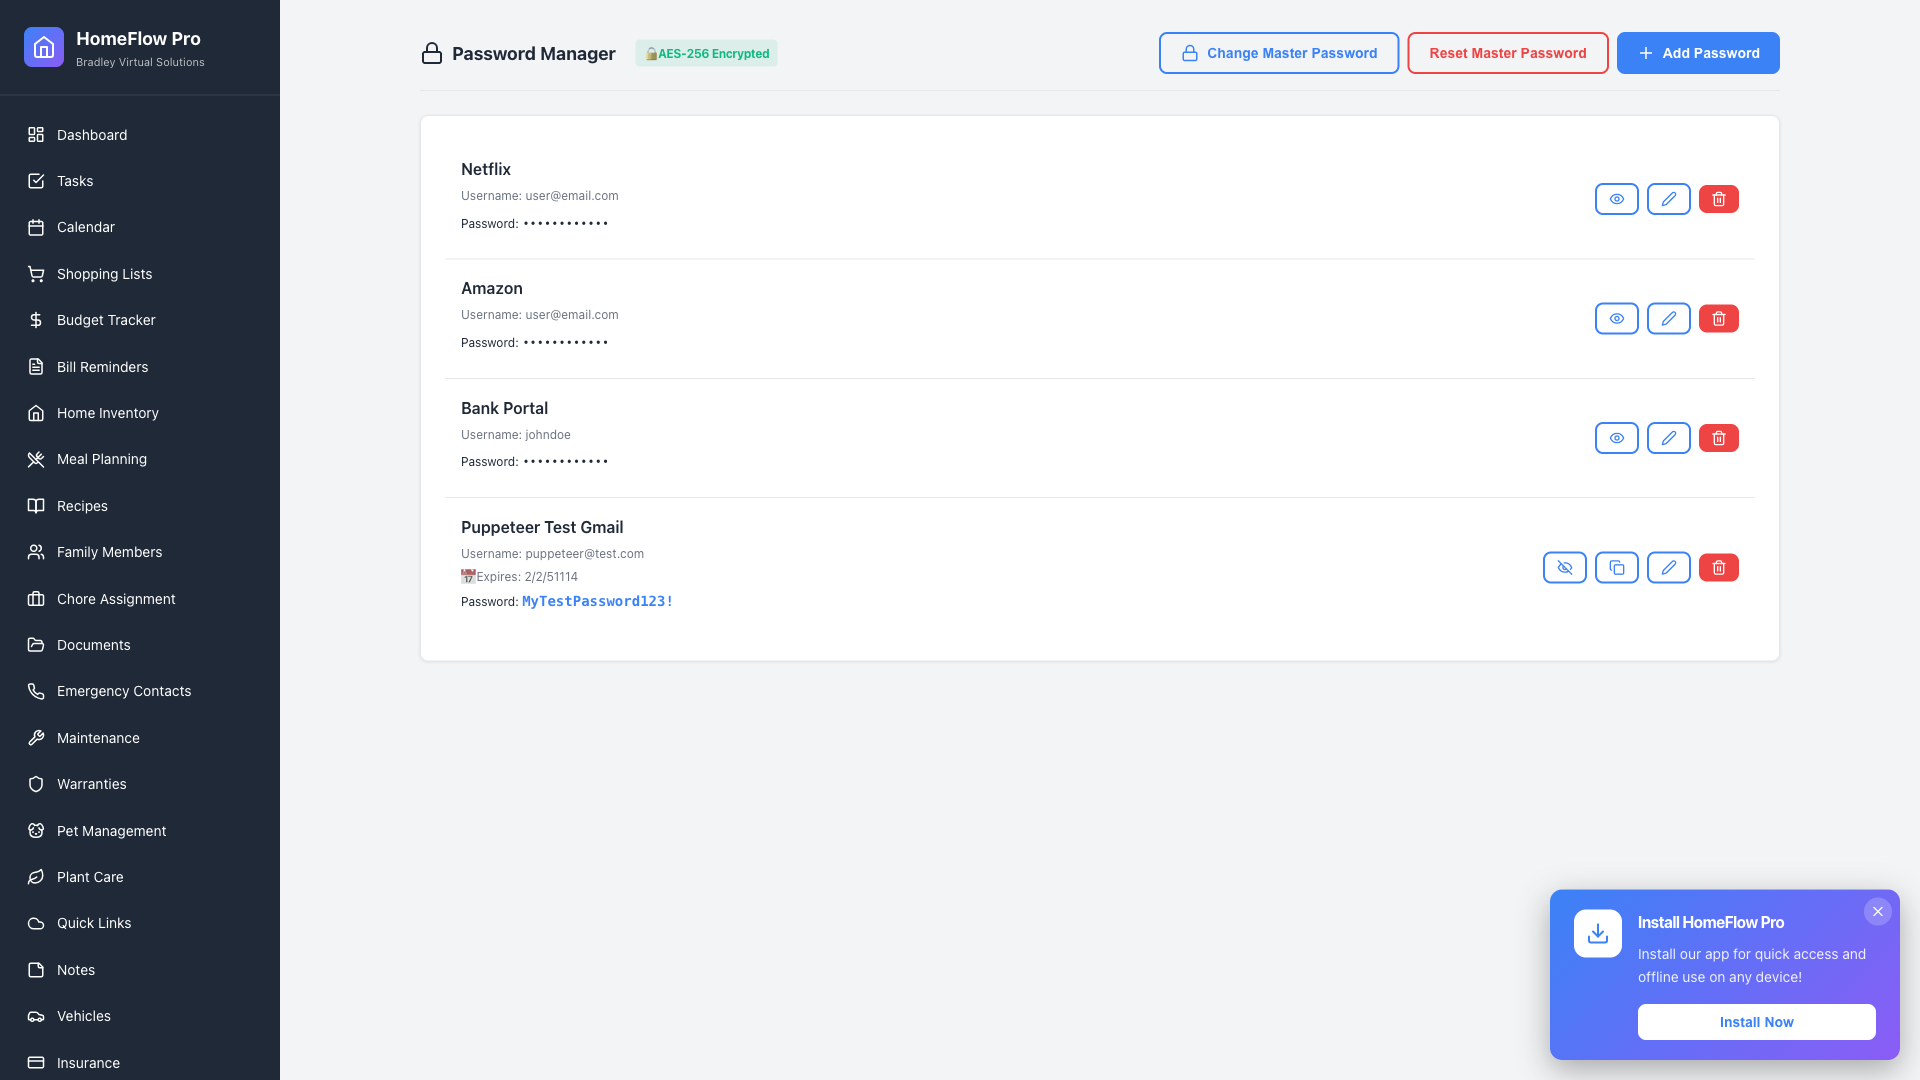 HomeFlow Pro
Bradley Virtual Solutions
Dashboard
Tasks
Calendar
Shopping Lists
Budget Tracker
Bill Reminders
Home Inventory
Meal Planning
Recipes
Family Members
Chore Assignment
Documents
Emergency Contacts
Maintenance
Warranties
Pet Management
Plant Care
Quick Links
Notes
Vehicles
Insurance
Password Manager
🔒AES-256 Encrypted
Change Master Password
Reset Master Password
Add Password
Netflix
Username: user@email.com
Password: ••••••••••••
Amazon
Username: user@email.com
Password: ••••••••••••
Bank Portal
Username: johndoe
Password: ••••••••••••
Puppeteer Test Gmail
Username: puppeteer@test.com
📅Expires: 2/2/51114
Password: MyTestPassword123!
Install HomeFlow Pro
Install our app for quick access and
offline use on any device!
Install Now